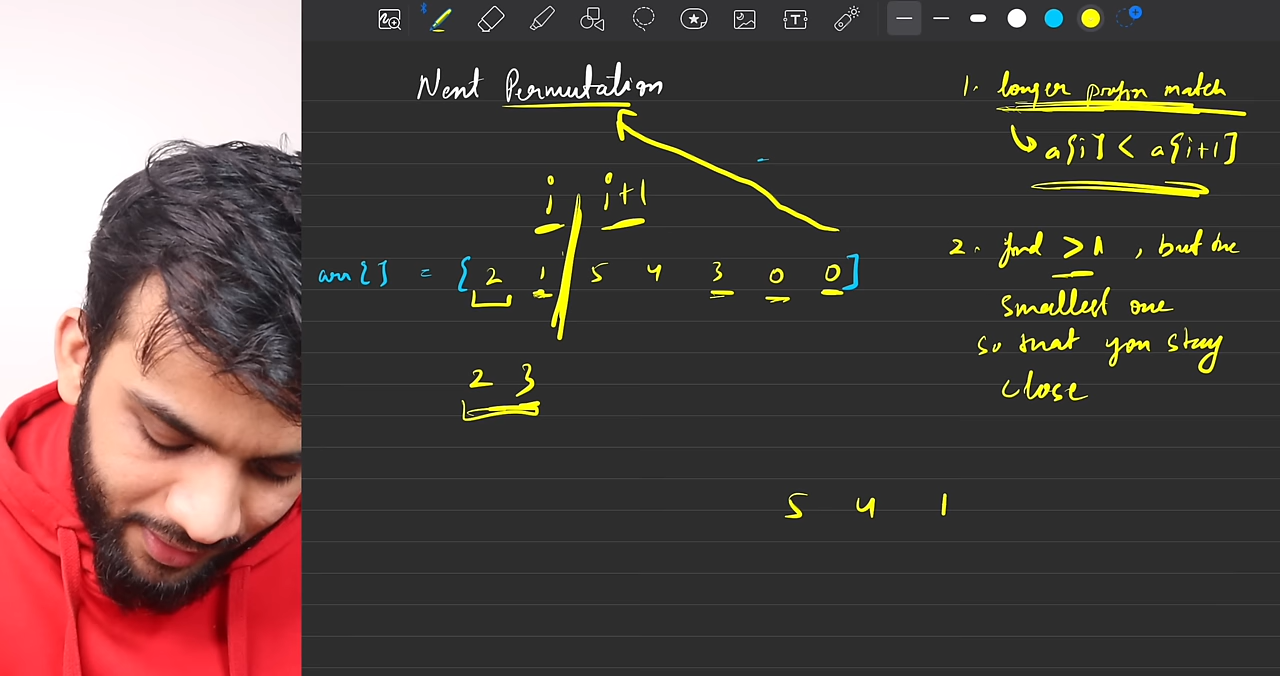 Next Permutation
i i+1
arr[] = [2 1 5 4 3 0 0]
2 3
5 4 1
1. longer prefix match
a[i] < a[i+1]
2. find > 1, but the
smallest one
so that you stay
close
T